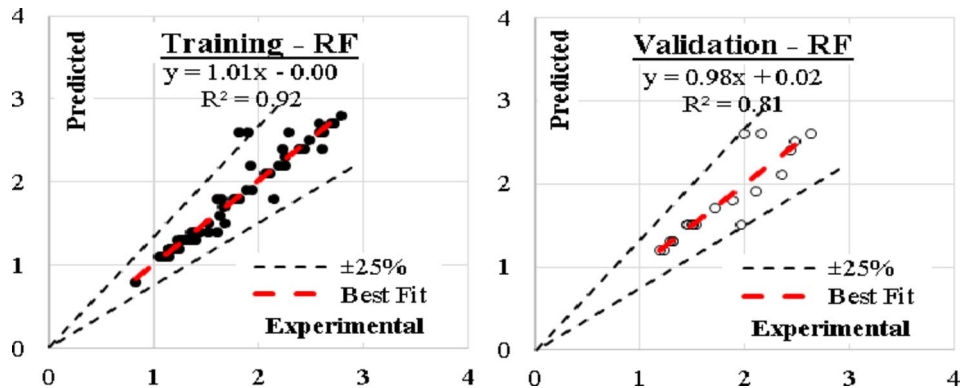 Training - RF
y = 1.01x - 0.00
R² = 0.92
Predicted
4
3
2
1
0
±25%
Best Fit
Experimental
0 1 2 3 4
Validation - RF
y = 0.98x + 0.02
R² = 0.81
Predicted
4
3
2
1
0
±25%
Best Fit
Experimental
0 1 2 3 4